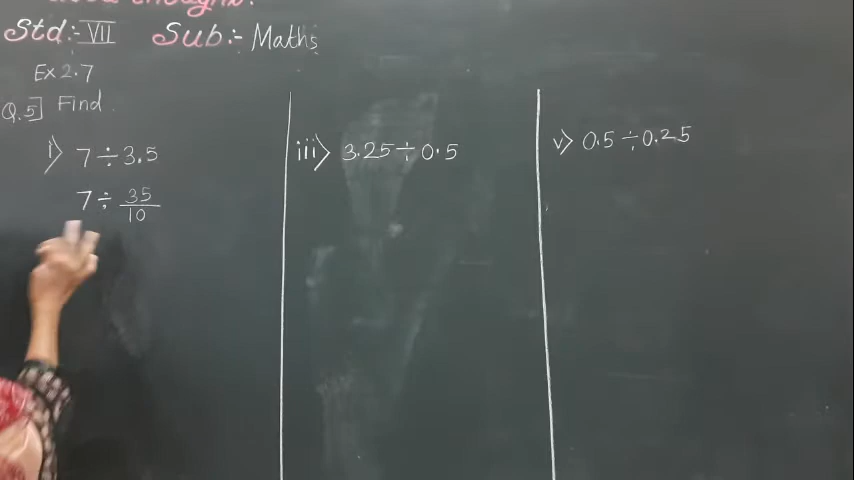 Std:- VII Sub:- Maths
Ex 2.7
Q.5] Find.
i) 7 ÷ 3.5
7 ÷ 35/10
iii) 3.25 ÷ 0.5
v) 0.5 ÷ 0.25